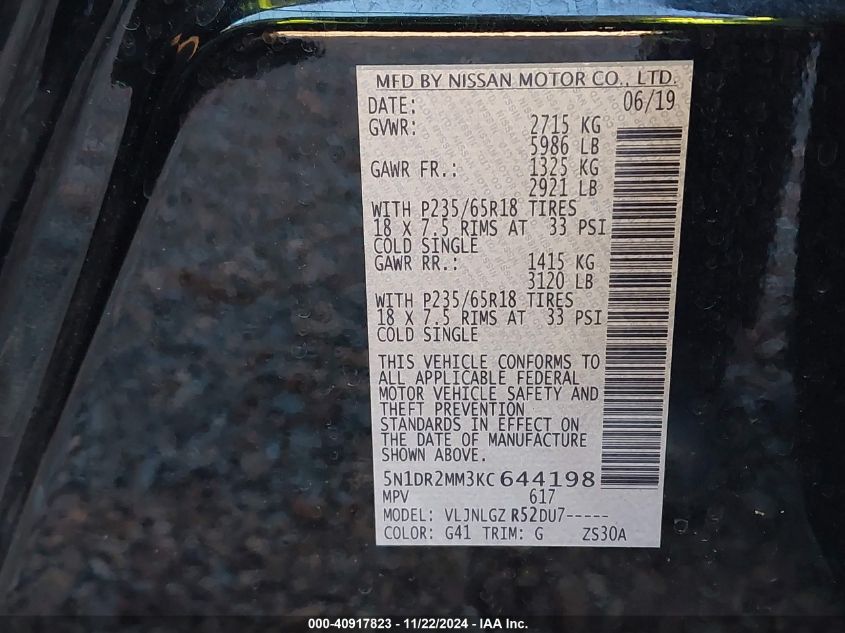 MFD BY NISSAN MOTOR CO., LTD.
DATE: 06/19
GVWR: 2715 KG
5986 LB
GAWR FR.: 1325 KG
2921 LB
WITH P235/65R18 TIRES
18 X 7.5 RIMS AT 33 PSI
COLD SINGLE
GAWR RR.: 1415 KG
3120 LB
WITH P235/65R18 TIRES
18 X 7.5 RIMS AT 33 PSI
COLD SINGLE
THIS VEHICLE CONFORMS TO
ALL APPLICABLE FEDERAL
MOTOR VEHICLE SAFETY AND
THEFT PREVENTION
STANDARDS IN EFFECT ON
THE DATE OF MANUFACTURE
SHOWN ABOVE.
5N1DR2MM3KC644198
MPV 617
MODEL: VLJNLGZ R52DU7-----
COLOR: G41 TRIM: G ZS30A
000-40917823 - 11/22/2024 - IAA Inc.